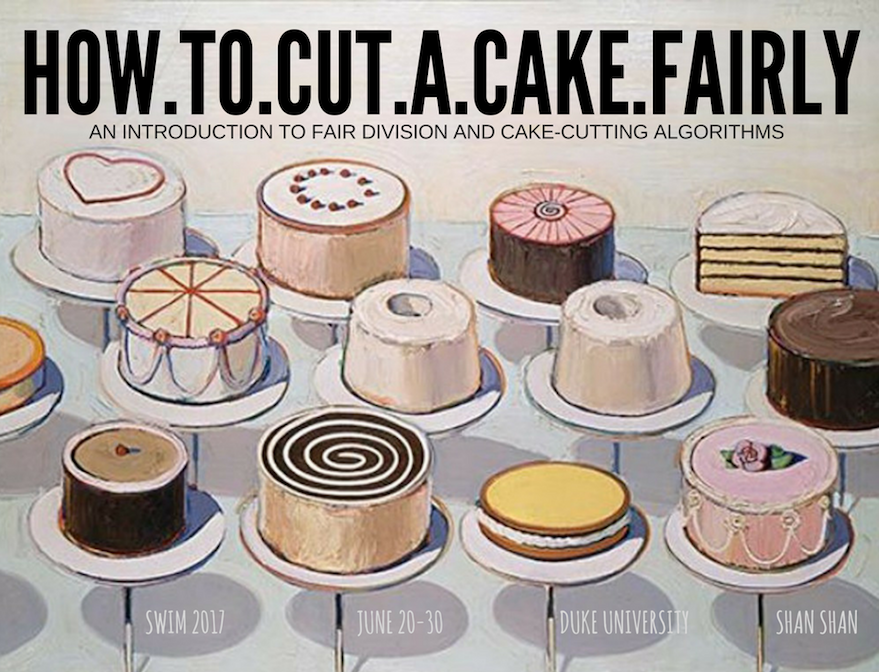 HOW.TO.CUT.A.CAKE.FAIRLY
AN INTRODUCTION TO FAIR DIVISION AND CAKE-CUTTING ALGORITHMS
SWIM 2017 JUNE 20-30 DUKE UNIVERSITY SHAN SHAN